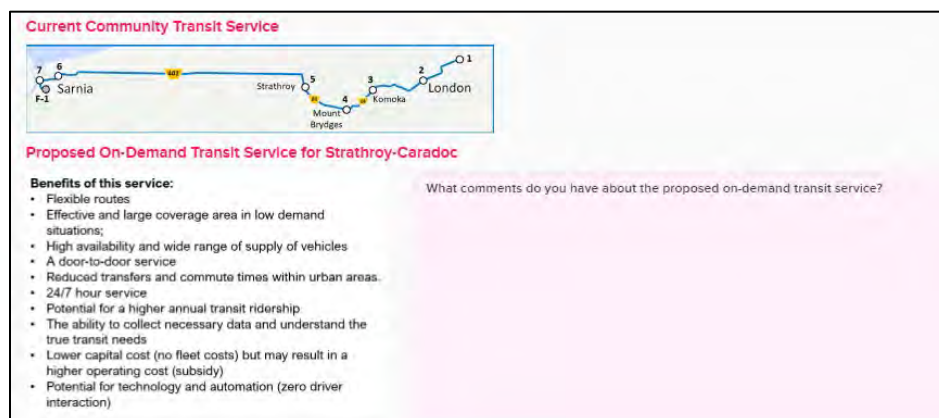 Current Community Transit Service
1
2
3
4
5
6
7
F-1
Sarnia
402
Strathroy
Mount
Brydges
Komoka
London
Proposed On-Demand Transit Service for Strathroy-Caradoc
Benefits of this service:
• Flexible routes
• Effective and large coverage area in low demand
situations;
• High availability and wide range of supply of vehicles
• A door-to-door service
• Reduced transfers and commute times within urban areas.
• 24/7 hour service
• Potential for a higher annual transit ridership
• The ability to collect necessary data and understand the
true transit needs
• Lower capital cost (no fleet costs) but may result in a
higher operating cost (subsidy)
• Potential for technology and automation (zero driver
interaction)
What comments do you have about the proposed on-demand transit service?